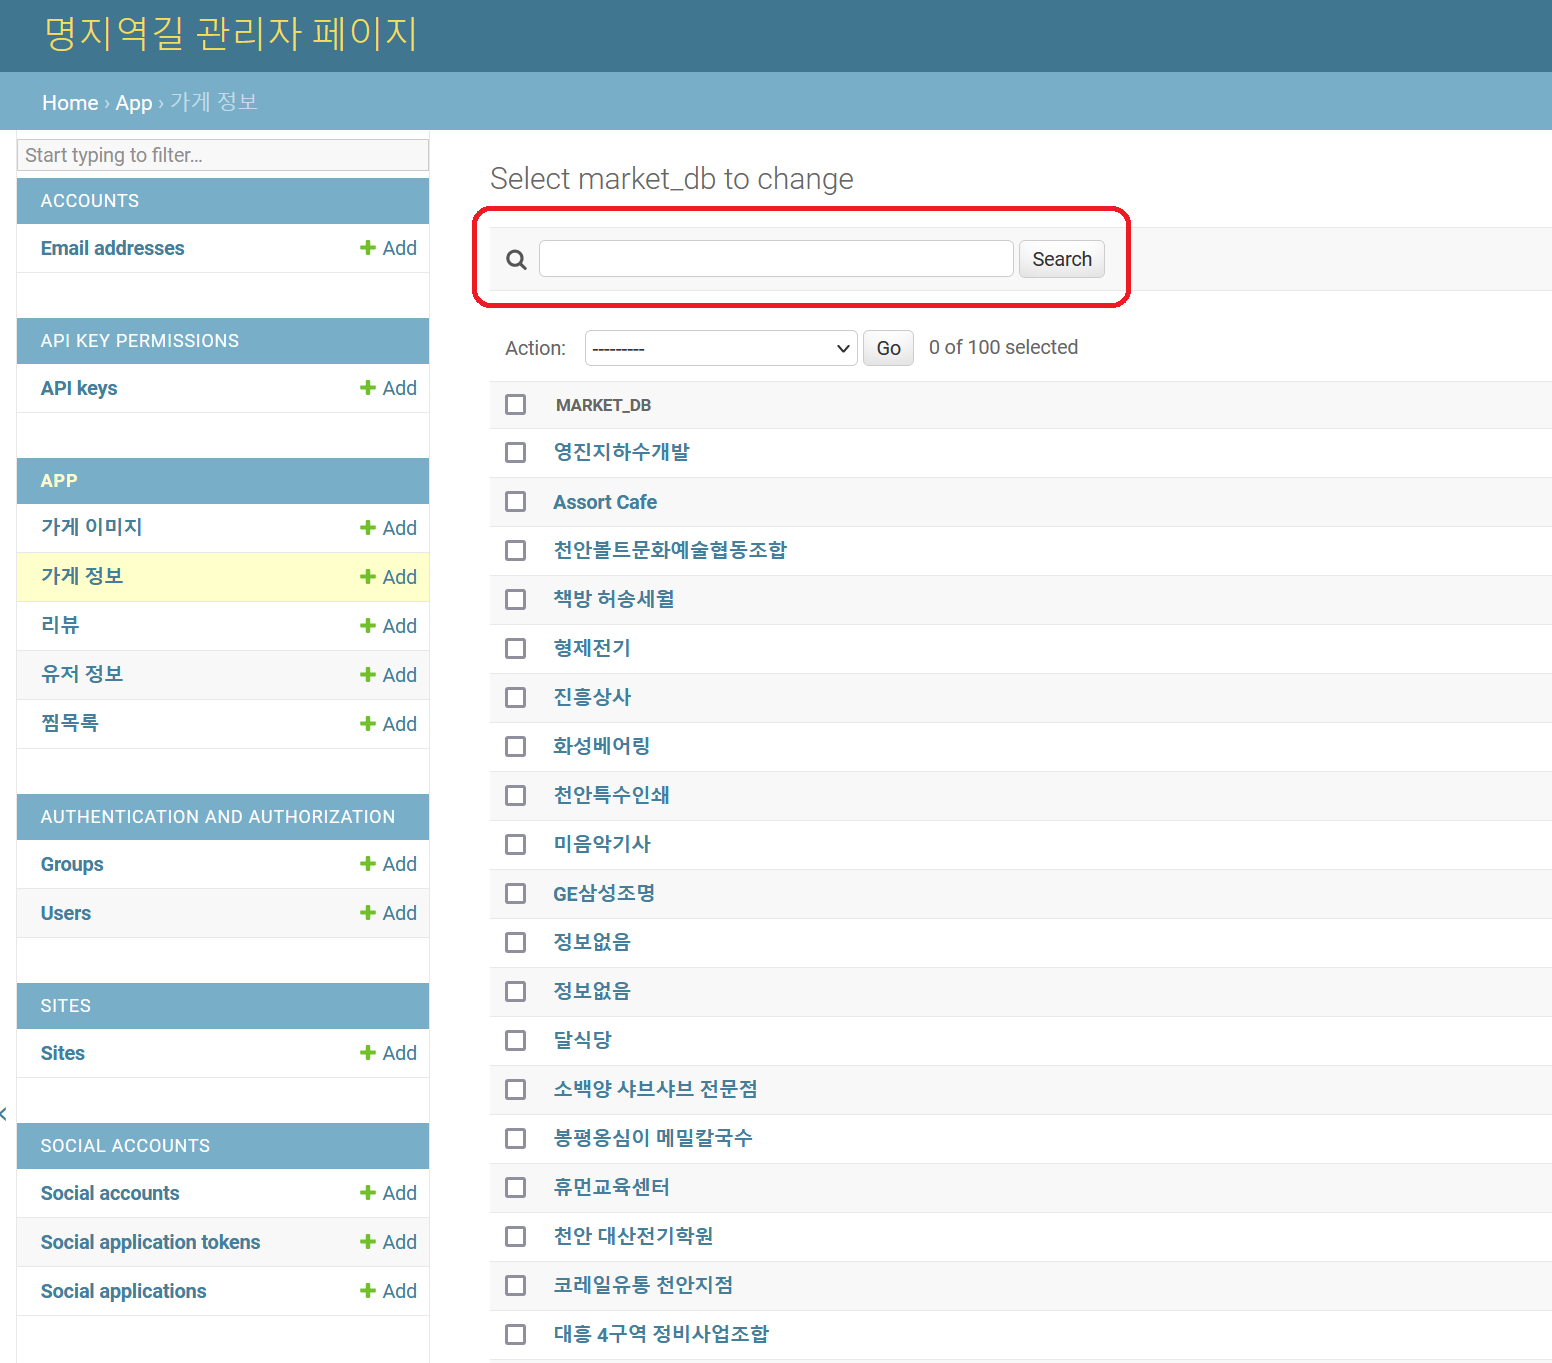 명지역길 관리자 페이지
Home › App › 가게 정보
Start typing to filter...
ACCOUNTS
Email addresses Add
API KEY PERMISSIONS
API keys Add
APP
가게 이미지 Add
가게 정보 Add
리뷰 Add
유저 정보 Add
찜목록 Add
AUTHENTICATION AND AUTHORIZATION
Groups Add
Users Add
SITES
Sites Add
SOCIAL ACCOUNTS
Social accounts Add
Social application tokens Add
Social applications Add
Select market_db to change
Search
Action: --------- Go 0 of 100 selected
MARKET_DB
영진지하수개발
Assort Cafe
천안볼트문화예술협동조합
책방 허송세월
형제전기
진흥상사
화성베어링
천안특수인쇄
미음악기사
GE삼성조명
정보없음
정보없음
달식당
소백양 샤브샤브 전문점
봉평옹심이 메밀칼국수
휴먼교육센터
천안 대산전기학원
코레일유통 천안지점
대흥 4구역 정비사업조합